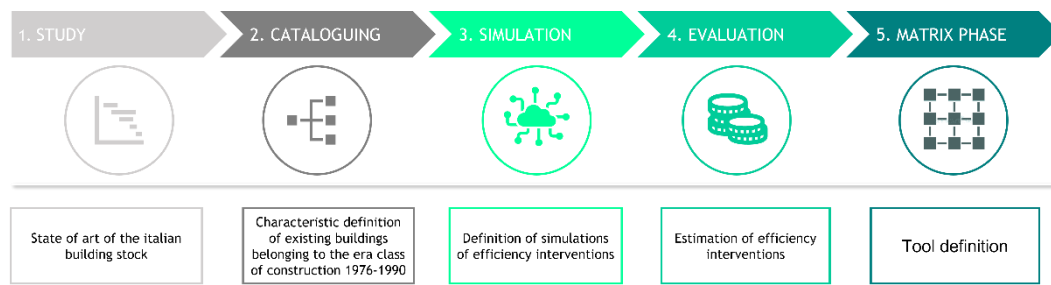 1. STUDY
2. CATALOGUING
3. SIMULATION
4. EVALUATION
5. MATRIX PHASE
State of art of the italian
building stock
Characteristic definition
of existing buildings
belonging to the era class
of construction 1976-1990
Definition of simulations
of efficiency interventions
Estimation of efficiency
interventions
Tool definition